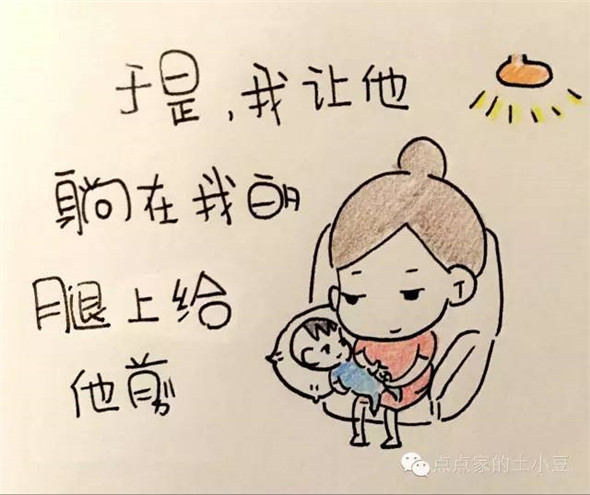 于是，我让他
躺在我的
腿上给
他剪
点点家的土小豆